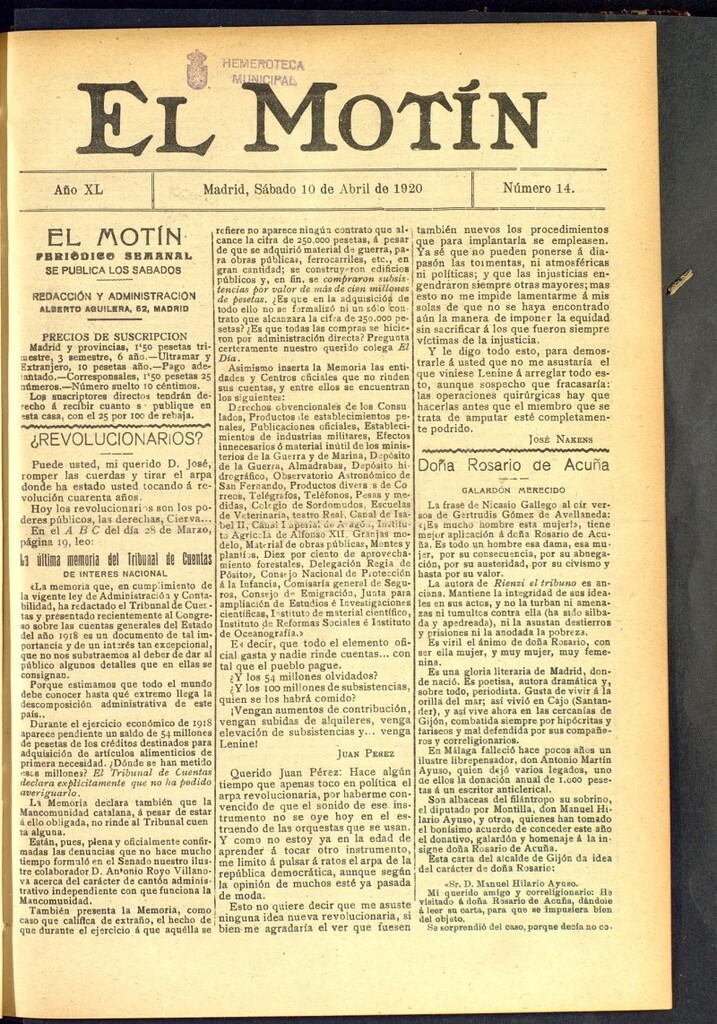 HEMEROTECA
MUNICIPAL
EL MOTÍN
Año XL
Madrid, Sábado 10 de Abril de 1920
Número 14.
EL MOTÍN
PERIÓDICO SEMANAL
SE PUBLICA LOS SABADOS
REDACCIÓN Y ADMINISTRACIÓN
ALBERTO AGUILERA, 52, MADRID
PRECIOS DE SUSCRIPCION
Madrid y provincias, 1'50 pesetas tri-
mestre, 3 semestre, 6 año.—Ultramar y
Extranjero, 10 pesetas año.—Pago ade-
lantado.—Corresponsales, 1'50 pesetas 25
números.—Número suelto 10 céntimos.
Los suscriptores directos tendrán de-
recho á recibir cuanto s publique en
esta casa, con el 25 por 100 de rebaja.
¿REVOLUCIONARIOS?
Puede usted, mi querido D. José,
romper las cuerdas y tirar el arpa
donde ha estado usted tocando á re-
volución cuarenta años.
Hoy los revolucionarios son los po-
deres públicos, las derechas, Cierva...
En el A B C del día 28 de Marzo,
página 19, leo:
La última memoria del Tribunal de Cuentas
DE INTERES NACIONAL
«La memoria que, en cumplimiento de
la vigente ley de Administración y Conta-
bilidad, ha redactado el Tribunal de Cuen-
tas y presentado recientemente al Congre-
so sobre las cuentas generales del Estado
del año 1918 es un documento de tal im-
portancia y de un interés tan excepcional,
que no nos substraemos al deber de dar al
público algunos detalles que en ellas se
consignan.
Porque estimamos que todo el mundo
debe conocer hasta qué extremo llega la
descomposición administrativa de este
país..
Durante el ejercicio económico de 1918
aparece pendiente un saldo de 54 millones
de pesetas de los créditos destinados para
adquisición de artículos alimenticios de
primera necesidad. ¿Dónde se han metido
esos millones? El Tribunal de Cuentas
declara explícitamente que no ha podido
averiguarlo.
La Memoria declara también que la
Mancomunidad catalana, á pesar de estar
á ello obligada, no rinde al Tribunal cuen
ta alguna.
Están, pues, plena y oficialmente confir-
madas las denuncias que no hace mucho
tiempo formuló en el Senado nuestro ilus-
tre colaborador D. Antonio Royo Villano-
va acerca del carácter de cantón adminis-
trativo independiente con que funciona la
Mancomunidad.
También presenta la Memoria, como
caso que califica de extraño, el hecho de
que durante el ejercicio á que aquélla se
refiere no aparece ningún contrato que al-
cance la cifra de 250.000 pesetas, á pesar
de que se adquirió material de guerra, pa-
ra obras públicas, ferrocarriles, etc., en
gran cantidad; se construyeron edificios
públicos y, en fin, se compraron subsis-
tencias por valor de más de cien millones
de pesetas. ¿Es que en la adquisición de
todo ello no se formalizó ni un sólo con-
trato que alcanzara la cifra de 250.000 pe-
setas? ¿Es que todas las compras se hicie-
ron por administración directa? Pregunta
certeramente nuestro querido colega El
Día.
Asimismo inserta la Memoria las enti-
dades y Centros oficiales que no rinden
sus cuentas, y entre ellos se encuentran
los siguientes:
Derechos obvencionales de los Consu-
lados, Productos de establecimientos pe-
nales, Publicaciones oficiales, Estableci-
mientos de industrias militares, Efectos
innecesarios ó material inútil de los minis-
terios de la Guerra y de Marina, Depósito
de la Guerra, Almadrabas, Depósito hi-
drográfico, Observatorio Astronómico de
San Fernando, Productos divers s de Co
rreos, Telégrafos, Teléfonos, Pesas y me-
didas, Colegio de Sordomudos, Escuelas
de Veterinaria, teatro Real, Canal de Isa-
bel II, Canal Imperial de Aragón, Institu-
to Agrícola de Alfonso XII. Granjas mo-
delo, Material de obras públicas, Montes y
plantíos, Diez por ciento de aprovecha-
miento forestales, Delegación Regia de
Pósitos, Consejo Nacional de Protección
á la Infancia, Comisaría general de Segu-
ros, Consejo de Emigración, Junta para
ampliación de Estudios é Investigaciones
científicas, Instituto de material científico,
Instituto de Reformas Sociales é Instituto
de Oceanografía.»
Es decir, que todo el elemento ofi-
cial gasta y nadie rinde cuentas... con
tal que el pueblo pague.
¿Y los 54 millones olvidados?
¿Y los 100 millones de subsistencias,
quien se los habrá comido?
¡Vengan aumentos de contribución,
vengan subidas de alquileres, venga
elevación de subsistencias y... venga
Lenine!
JUAN PEREZ
Querido Juan Pérez: Hace algún
tiempo que apenas toco en política el
arpa revolucionaria, por haberme con-
vencido de que el sonido de ese ins-
trumento no se oye hoy en el es-
truendo de las orquestas que se usan.
Y como no estoy ya en edad de
aprender á tocar otro instrumento,
me limito á pulsar á ratos el arpa de la
república democrática, aunque según
la opinión de muchos esté ya pasada
de moda.
Esto no quiere decir que me asuste
ninguna idea nueva revolucionaria, si
bien me agradaría el ver que fuesen
también nuevos los procedimientos
que para implantarla se empleasen.
Ya sé que no pueden ponerse á dia-
pasón las tormentas, ni atmosféricas
ni políticas; y que las injusticias en-
gendraron siempre otras mayores; mas
esto no me impide lamentarme á mis
solas de que no se haya encontrado
aún la manera de imponer la equidad
sin sacrificar á los que fueron siempre
víctimas de la injusticia.
Y le digo todo esto, para demos-
trarle á usted que no me asustaría el
que viniese Lenine á arreglar todo es-
to, aunque sospecho que fracasaría:
las operaciones quirúrgicas hay que
hacerlas antes que el miembro que se
trata de amputar esté completamen-
te podrido.
JOSÉ NAKENS
Doña Rosario de Acuña
GALARDÓN MERECIDO
La frase de Nicasio Gallego al oir ver-
sos de Gertrudis Gómez de Avellaneda:
«¡Es mucho hombre esta mujer!», tiene
mejor aplicación á doña Rosario de Acu-
ña. Es todo un hombre esa dama, esa mu-
jer, por su consecuencia, por su abnega-
ción, por su austeridad, por su civismo y
hasta por su valor.
La autora de Rienzi el tribuno es an-
ciana. Mantiene la integridad de sus idea-
les en sus actos, y no la turban ni amena-
zas ni tumultos contra ella (ha sido silba-
da y apedreada), ni la asustan destierros
y prisiones ni la anodada la pobreza.
Es viril el ánimo de doña Rosario, con
ser ella mujer, y muy mujer, muy feme-
nina.
Es una gloria literaria de Madrid, don-
de nació. Es poetisa, autora dramática y,
sobre todo, periodista. Gusta de vivir á la
orilla del mar; así vivió en Cajo (Santan-
der), y así vive ahora en las cercanías de
Gijón, combatida siempre por hipócritas y
fariseos y mal defendida por sus compañe-
ros y correligionarios.
En Málaga falleció hace pocos años un
ilustre librepensador, don Antonio Martín
Ayuso, quien dejó varios legados, uno
de ellos la donación anual de 1.000 pese-
tas á un escritor anticlerical.
Son albaceas del filántropo su sobrino,
el diputado por Montilla, don Manuel Hi-
lario Ayuso, y otros, quienes han tomado
el bonísimo acuerdo de conceder este año
el donativo, galardón y homenaje á la in-
signe doña Rosario de Acuña.
Esta carta del alcalde de Gijón da idea
del carácter de doña Rosario:
«Sr. D. Manuel Hilario Ayuso.
Mi querido amigo y correligionario: He
visitado á doña Rosario de Acuña, dándole
á leer su carta, para que se impusiera bien
del objeto.
Se sorprendió del caso, porque decía no co-